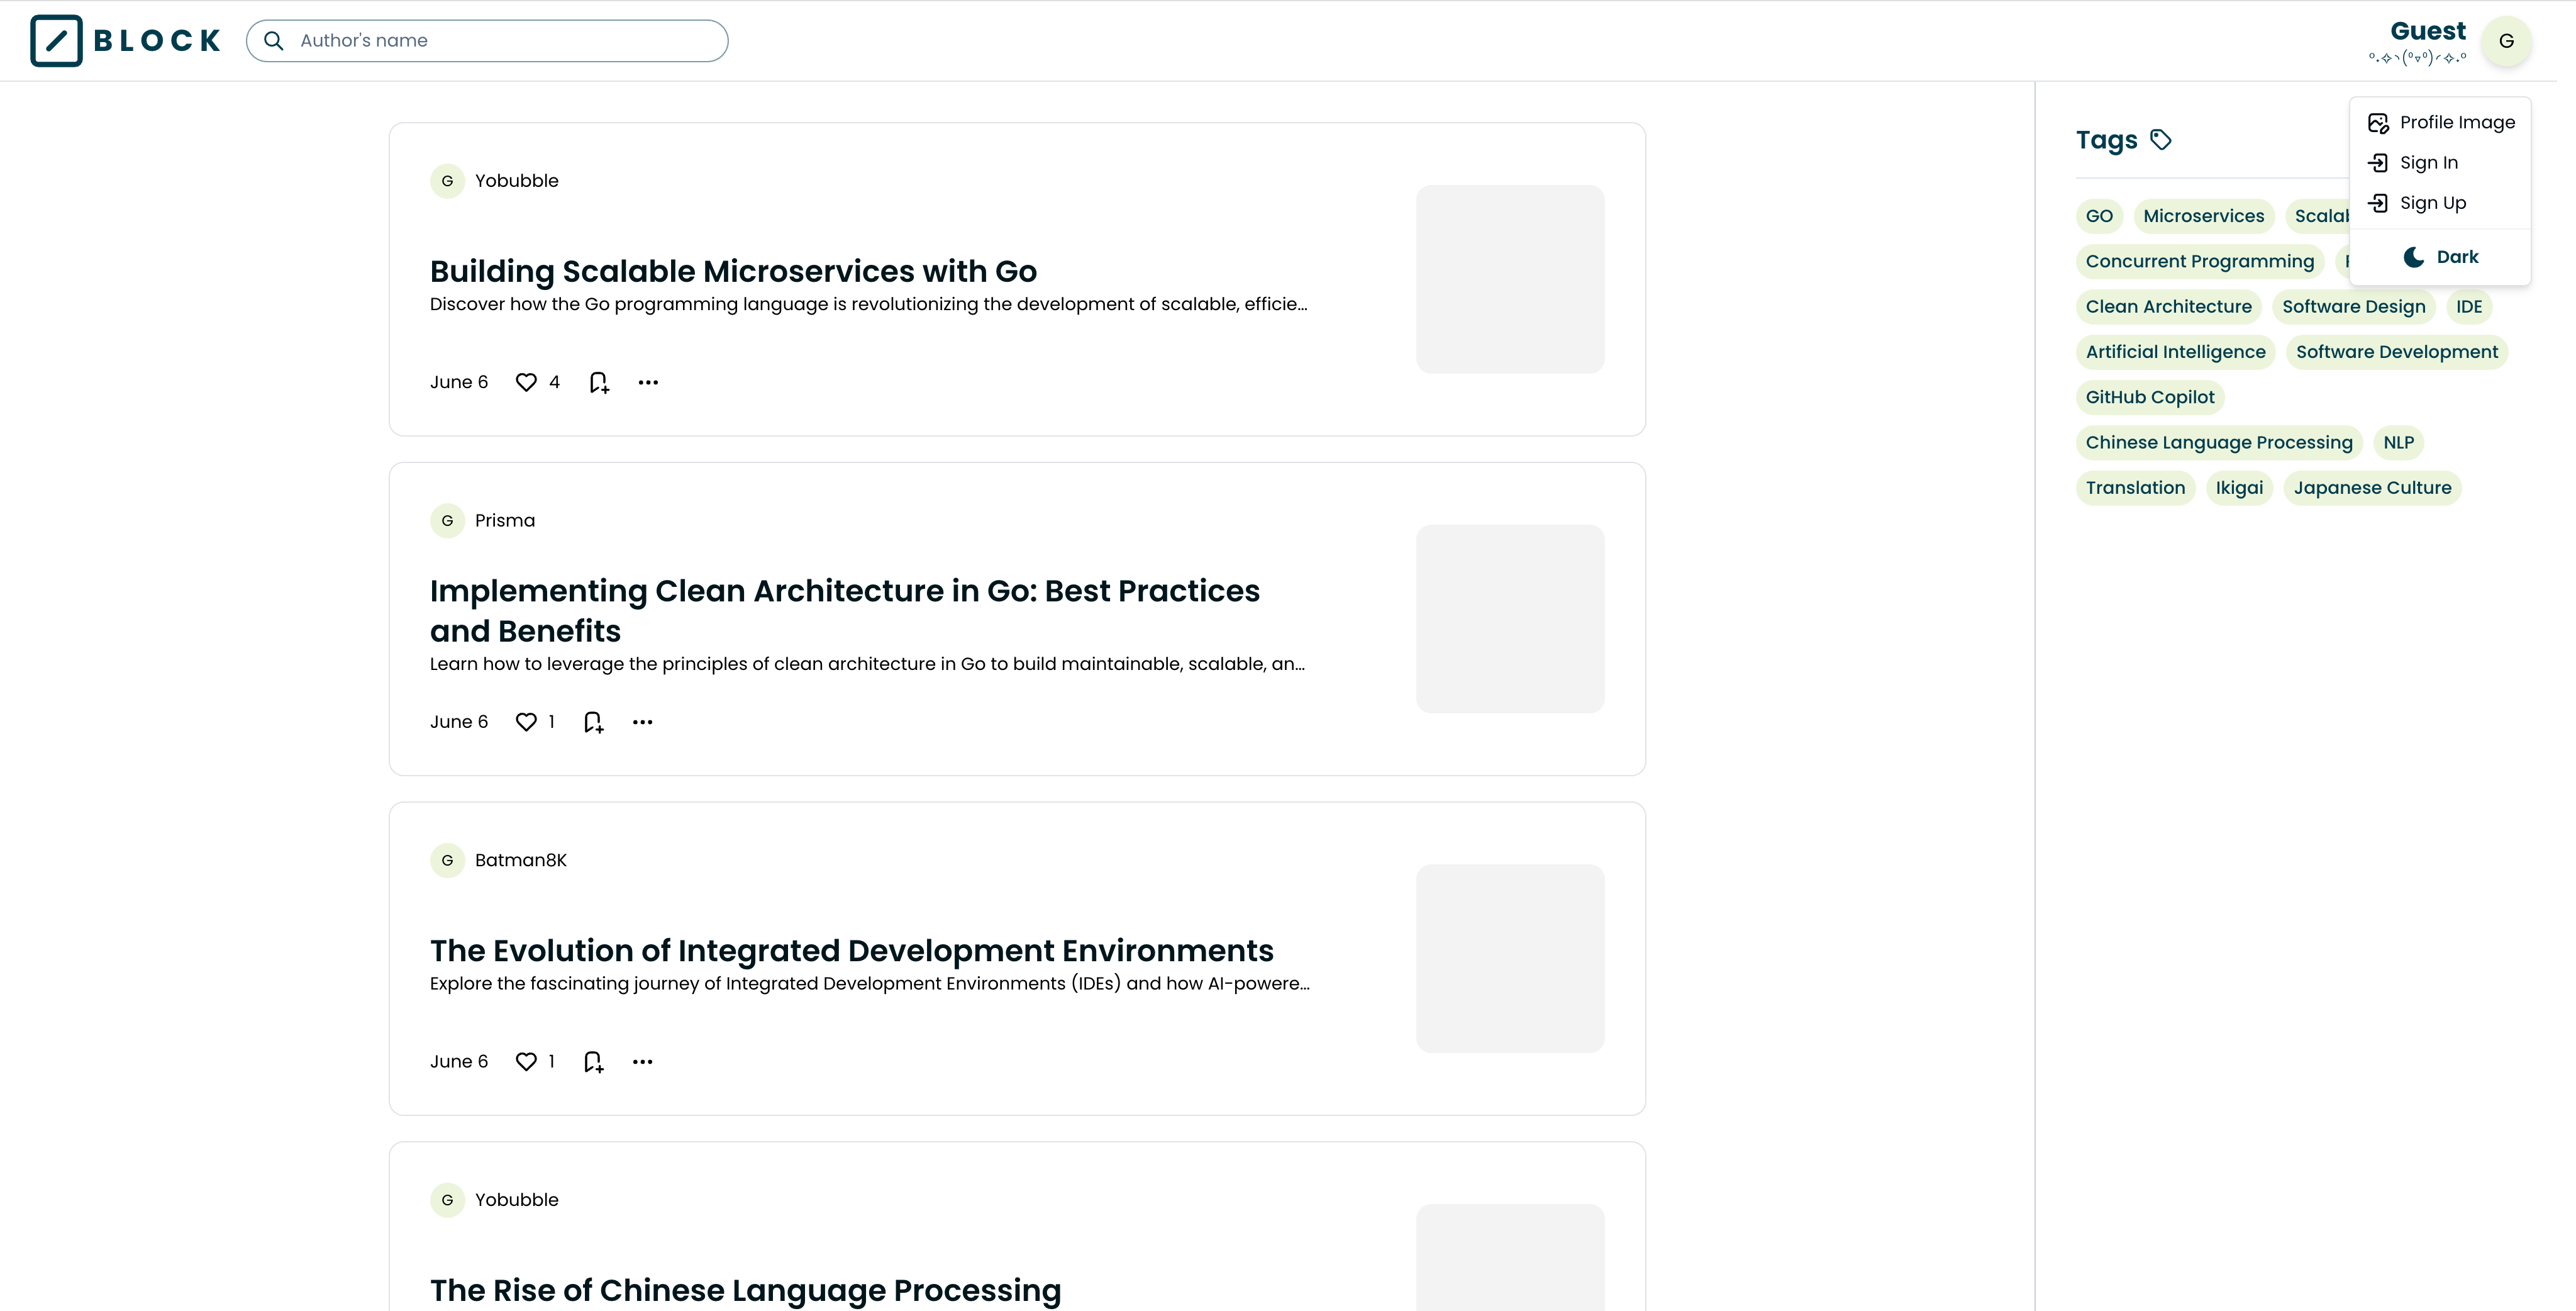 BLOCK
Author's name
Guest
G
Profile Image
Sign In
Sign Up
Dark
G Yobubble
Building Scalable Microservices with Go
Discover how the Go programming language is revolutionizing the development of scalable, efficie...
June 6 4
G Prisma
Implementing Clean Architecture in Go: Best Practices
and Benefits
Learn how to leverage the principles of clean architecture in Go to build maintainable, scalable, an...
June 6 1
G Batman8K
The Evolution of Integrated Development Environments
Explore the fascinating journey of Integrated Development Environments (IDEs) and how AI-powere...
June 6 1
G Yobubble
The Rise of Chinese Language Processing
Tags
GO Microservices
Concurrent Programming
Clean Architecture Software Design IDE
Artificial Intelligence Software Development
GitHub Copilot
Chinese Language Processing NLP
Translation Ikigai Japanese Culture